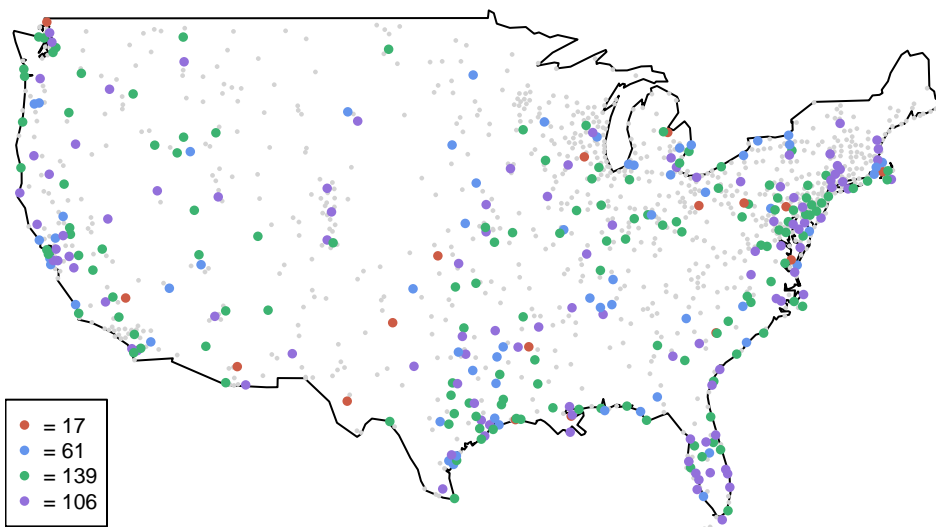 = 17
= 61
= 139
= 106